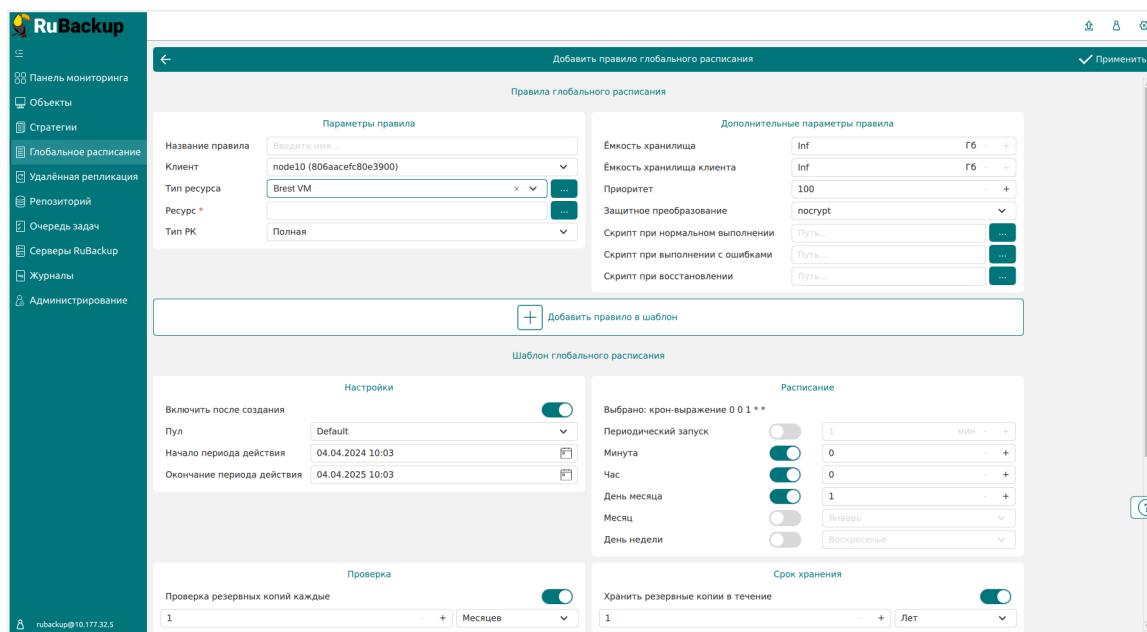 RuBackup
Добавить правило глобального расписания
Применить
Панель мониторинга
Объекты
Стратегии
Глобальное расписание
Удалённая репликация
Репозиторий
Очередь задач
Серверы RuBackup
Журналы
Администрирование
rubackup@10.177.32.5
Правила глобального расписания
Параметры правила
Название правила Введите имя ..
Клиент node10 (806aacefc80e3900)
Тип ресурса Brest VM × ...
Ресурс * ...
Тип РК Полная
Дополнительные параметры правила
Ёмкость хранилища Inf Гб - +
Ёмкость хранилища клиента Inf Гб - +
Приоритет 100 - +
Защитное преобразование nocrypt
Скрипт при нормальном выполнении Путь... ...
Скрипт при выполнении с ошибками Путь... ...
Скрипт при восстановлении Путь... ...
+ Добавить правило в шаблон
Шаблон глобального расписания
Настройки
Включить после создания
Пул Default
Начало периода действия 04.04.2024 10:03
Окончание периода действия 04.04.2025 10:03
Расписание
Выбрано: крон-выражение 0 0 1 * *
Периодический запуск 1 мин - +
Минута 0 - +
Час 0 - +
День месяца 1 - +
Месяц Январь
День недели Воскресенье
Проверка
Проверка резервных копий каждые
1 - + Месяцев
Срок хранения
Хранить резервные копии в течение
1 - + Лет
?